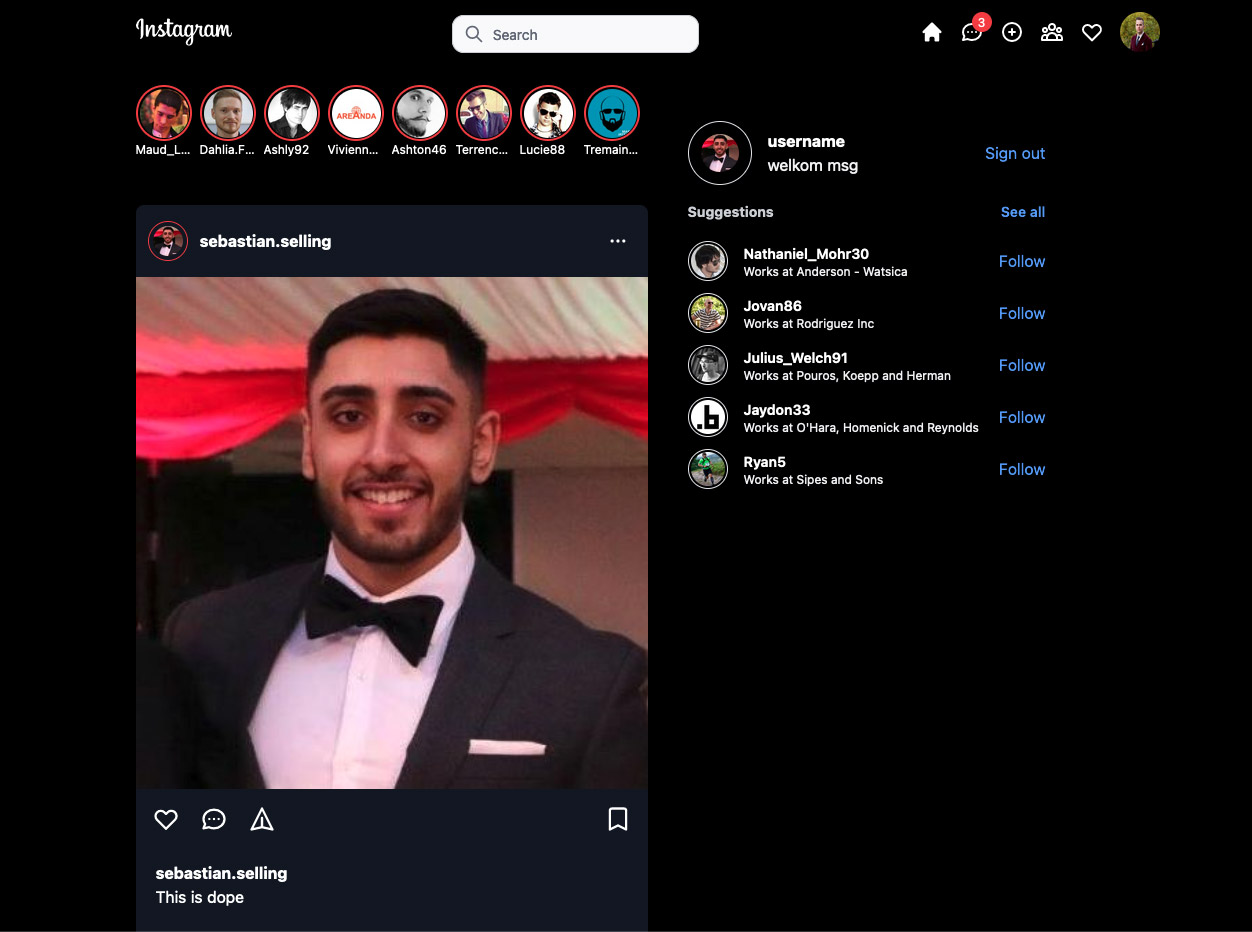 Instagram
Search
3
Maud_L...
Dahlia.F...
Ashly92
AREANDA
Vivienn...
Ashton46
Terrenc...
Lucie88
Tremain...
username
welkom msg
Sign out
Suggestions
See all
Nathaniel_Mohr30
Works at Anderson - Watsica
Follow
Jovan86
Works at Rodriguez Inc
Follow
Julius_Welch91
Works at Pouros, Koepp and Herman
Follow
.b
Jaydon33
Works at O'Hara, Homenick and Reynolds
Follow
Ryan5
Works at Sipes and Sons
Follow
sebastian.selling
sebastian.selling
This is dope